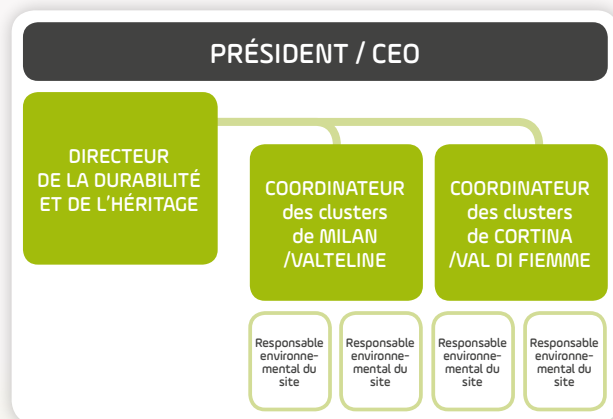 PRÉSIDENT / CEO
DIRECTEUR
DE LA DURABILITÉ
ET DE L'HÉRITAGE
COORDINATEUR
des clusters
de MILAN
/VALTELINE
COORDINATEUR
des clusters
de CORTINA
/VAL DI FIEMME
Responsable
environne-
mental du
site
Responsable
environne-
mental du
site
Responsable
environne-
mental du
site
Responsable
environne-
mental du
site